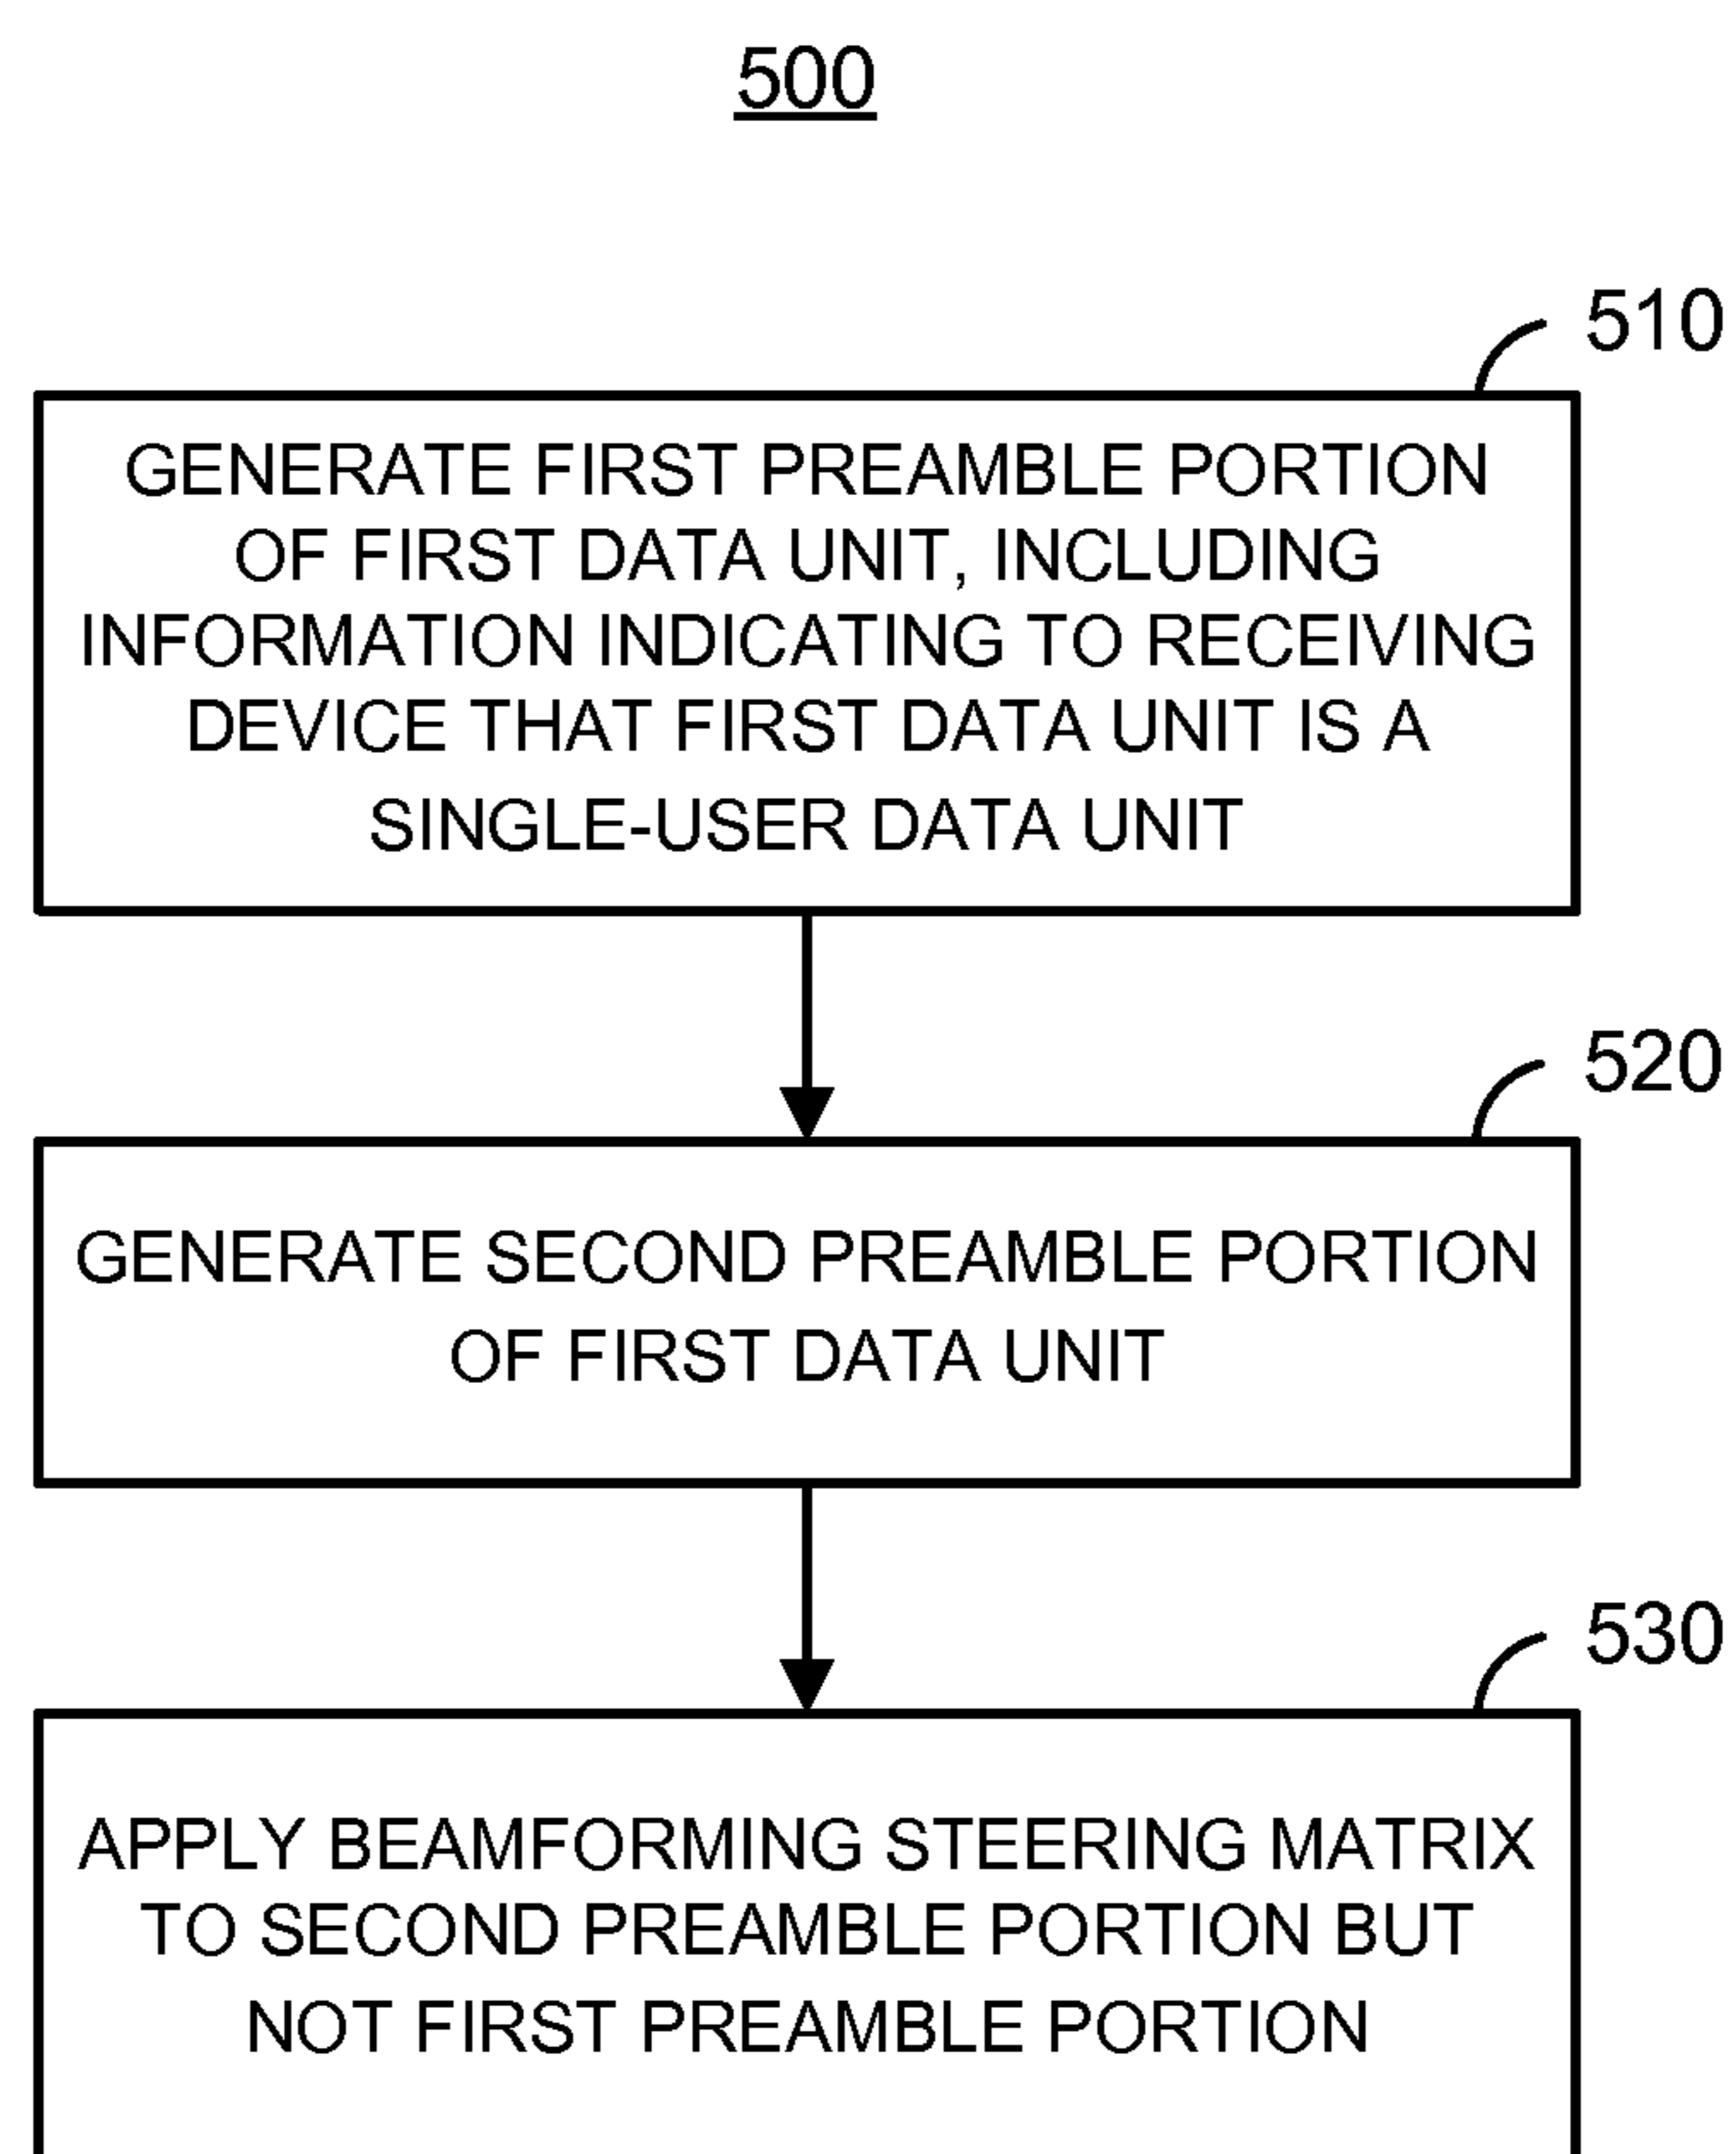 500
510
GENERATE FIRST PREAMBLE PORTION
OF FIRST DATA UNIT, INCLUDING
INFORMATION INDICATING TO RECEIVING
DEVICE THAT FIRST DATA UNIT IS A
SINGLE-USER DATA UNIT
520
GENERATE SECOND PREAMBLE PORTION
OF FIRST DATA UNIT
530
APPLY BEAMFORMING STEERING MATRIX
TO SECOND PREAMBLE PORTION BUT
NOT FIRST PREAMBLE PORTION